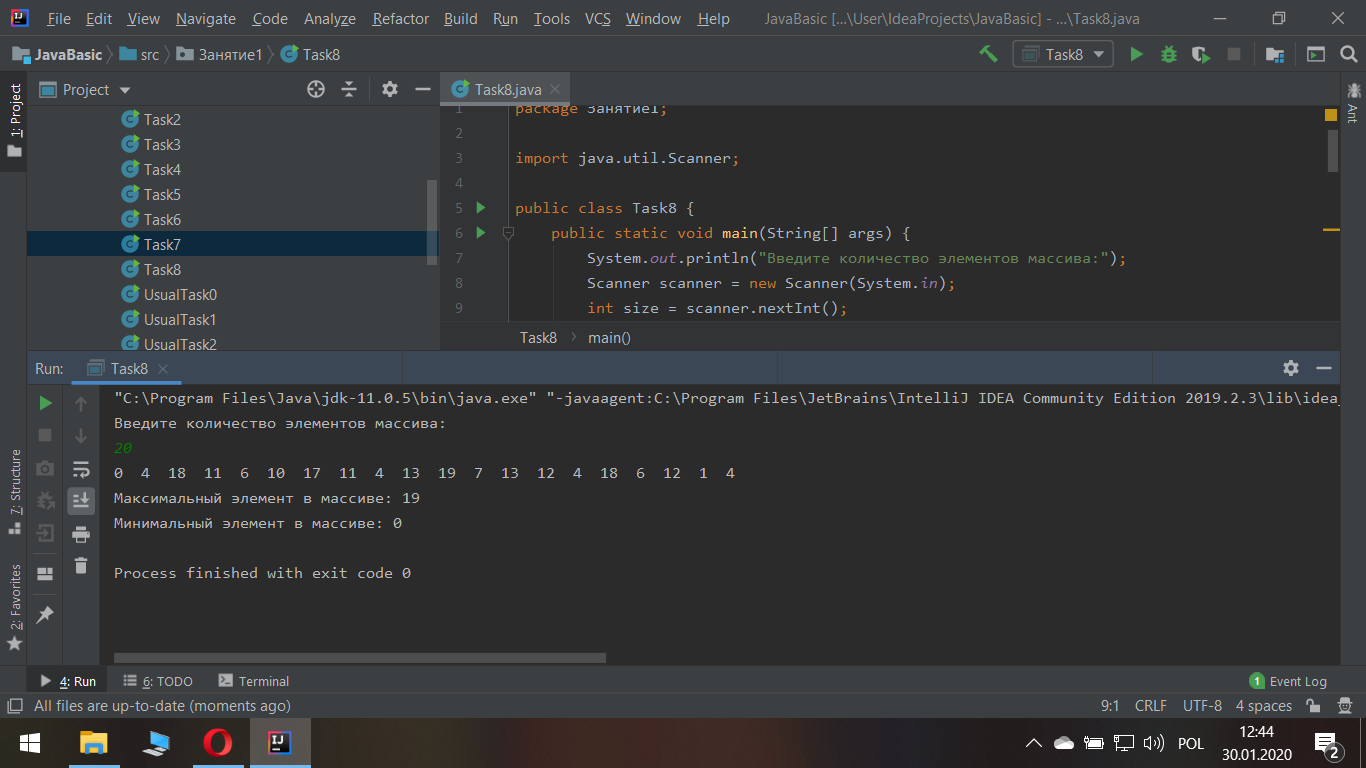 File Edit View Navigate Code Analyze Refactor Build Run Tools VCS Window Help JavaBasic [...\User\IdeaProjects\JavaBasic] - ...\Task8.java
JavaBasic src Занятие1 Task8 Task8
1: Project
Project
Task2
Task3
Task4
Task5
Task6
Task7
Task8
UsualTask0
UsualTask1
UsualTask2
Task8.java
1 package Занятие1;
2
3 import java.util.Scanner;
4
5 public class Task8 {
6 public static void main(String[] args) {
7 System.out.println("Введите количество элементов массива:");
8 Scanner scanner = new Scanner(System.in);
9 int size = scanner.nextInt();
Task8 main()
Ant
Run: Task8
"C:\Program Files\Java\jdk-11.0.5\bin\java.exe" "-javaagent:C:\Program Files\JetBrains\IntelliJ IDEA Community Edition 2019.2.3\lib\idea_
Введите количество элементов массива:
20
0 4 18 11 6 10 17 11 4 13 19 7 13 12 4 18 6 12 1 4
Максимальный элемент в массиве: 19
Минимальный элемент в массиве: 0
Process finished with exit code 0
7: Structure
2: Favorites
4: Run 6: TODO Terminal 1 Event Log
All files are up-to-date (moments ago) 9:1 CRLF UTF-8 4 spaces
POL 12:44
30.01.2020
2